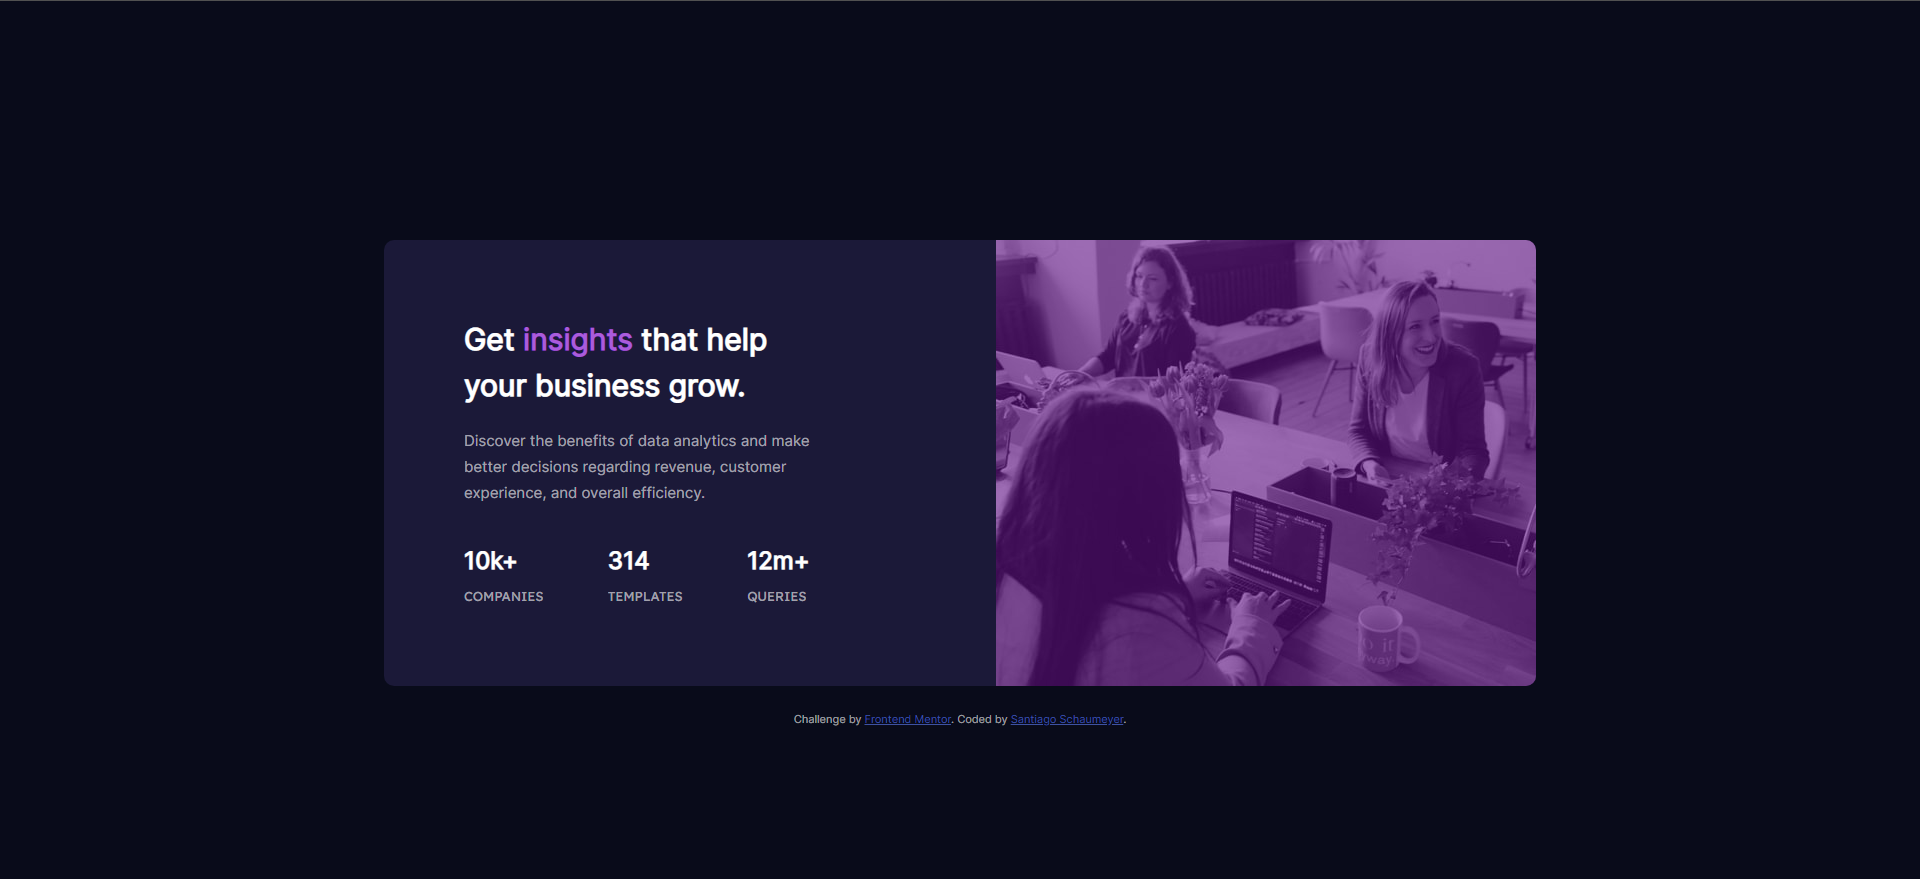 Get insights that help
your business grow.
Discover the benefits of data analytics and make
better decisions regarding revenue, customer
experience, and overall efficiency.
10k+ 314 12m+
COMPANIES TEMPLATES QUERIES
Challenge by Frontend Mentor. Coded by Santiago Schaumeyer.